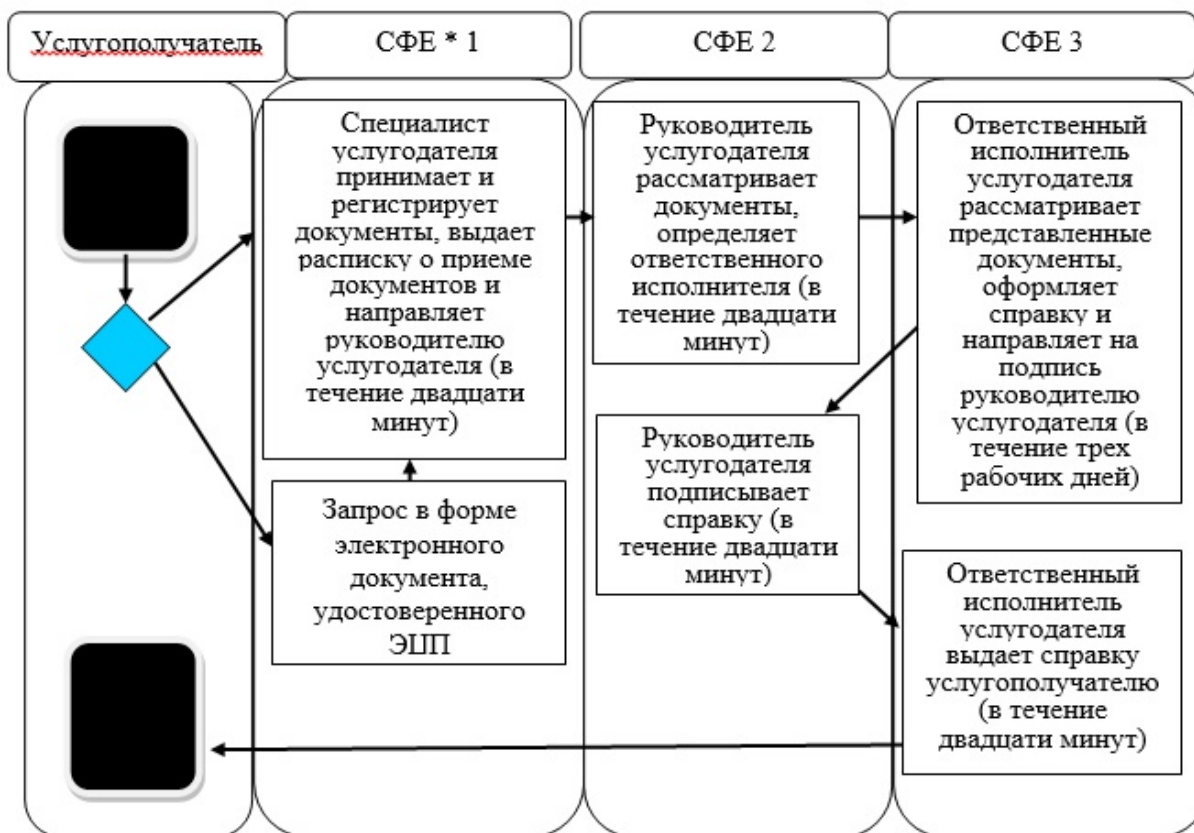 Услугополучатель
СФЕ * 1
СФЕ 2
СФЕ 3
Специалист
услугодателя
принимает и
регистрирует
документы, выдает
расписку о приеме
документов и
направляет
руководителю
услугодателя (в
течение двадцати
минут)
Запрос в форме
электронного
документа,
удостоверенного
ЭЦП
Руководитель
услугодателя
рассматривает
документы,
определяет
ответственного
исполнителя (в
течение двадцати
минут)
Руководитель
услугодателя
подписывает
справку (в
течение двадцати
минут)
Ответственный
исполнитель
услугодателя
рассматривает
представленные
документы,
оформляет
справку и
направляет на
подпись
руководителю
услугодателя (в
течение трех
рабочих дней)
Ответственный
исполнитель
услугодателя
выдает справку
услугополучателю
(в течение
двадцати минут)